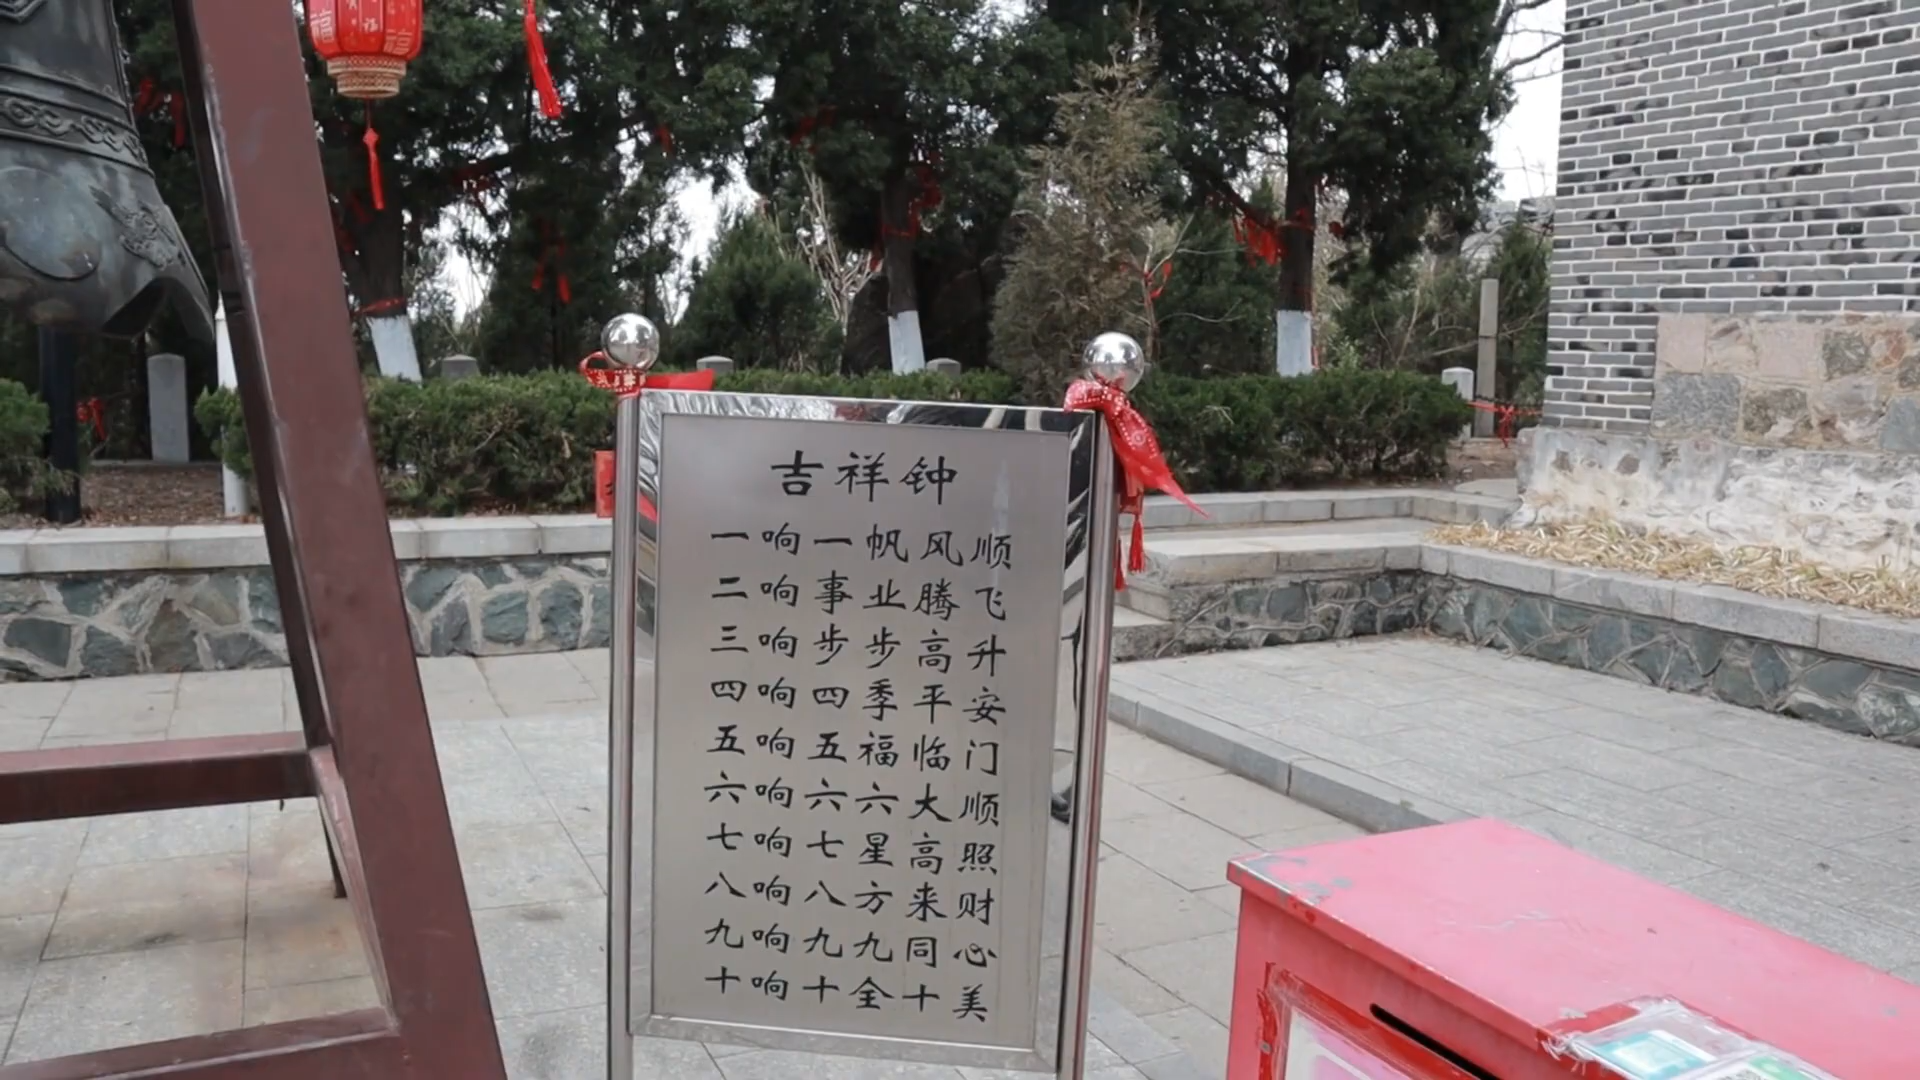 福
福
吉祥钟
一响一帆风顺
二响事业腾飞
三响步步高升
四响四季平安
五响五福临门
六响六六大顺
七响七星高照
八响八方来财
九响九九同心
十响十全十美